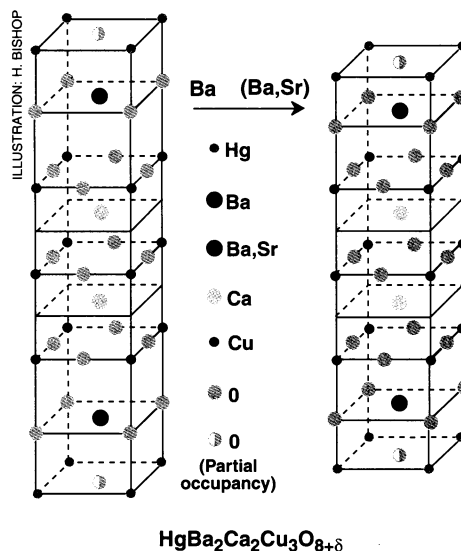 ILLUSTRATION: H. BISHOP
Ba (Ba,Sr)
Hg
Ba
Ba,Sr
Ca
Cu
0
0
(Partial
occupancy)
HgBa₂Ca₂Cu₃O₈₊δ